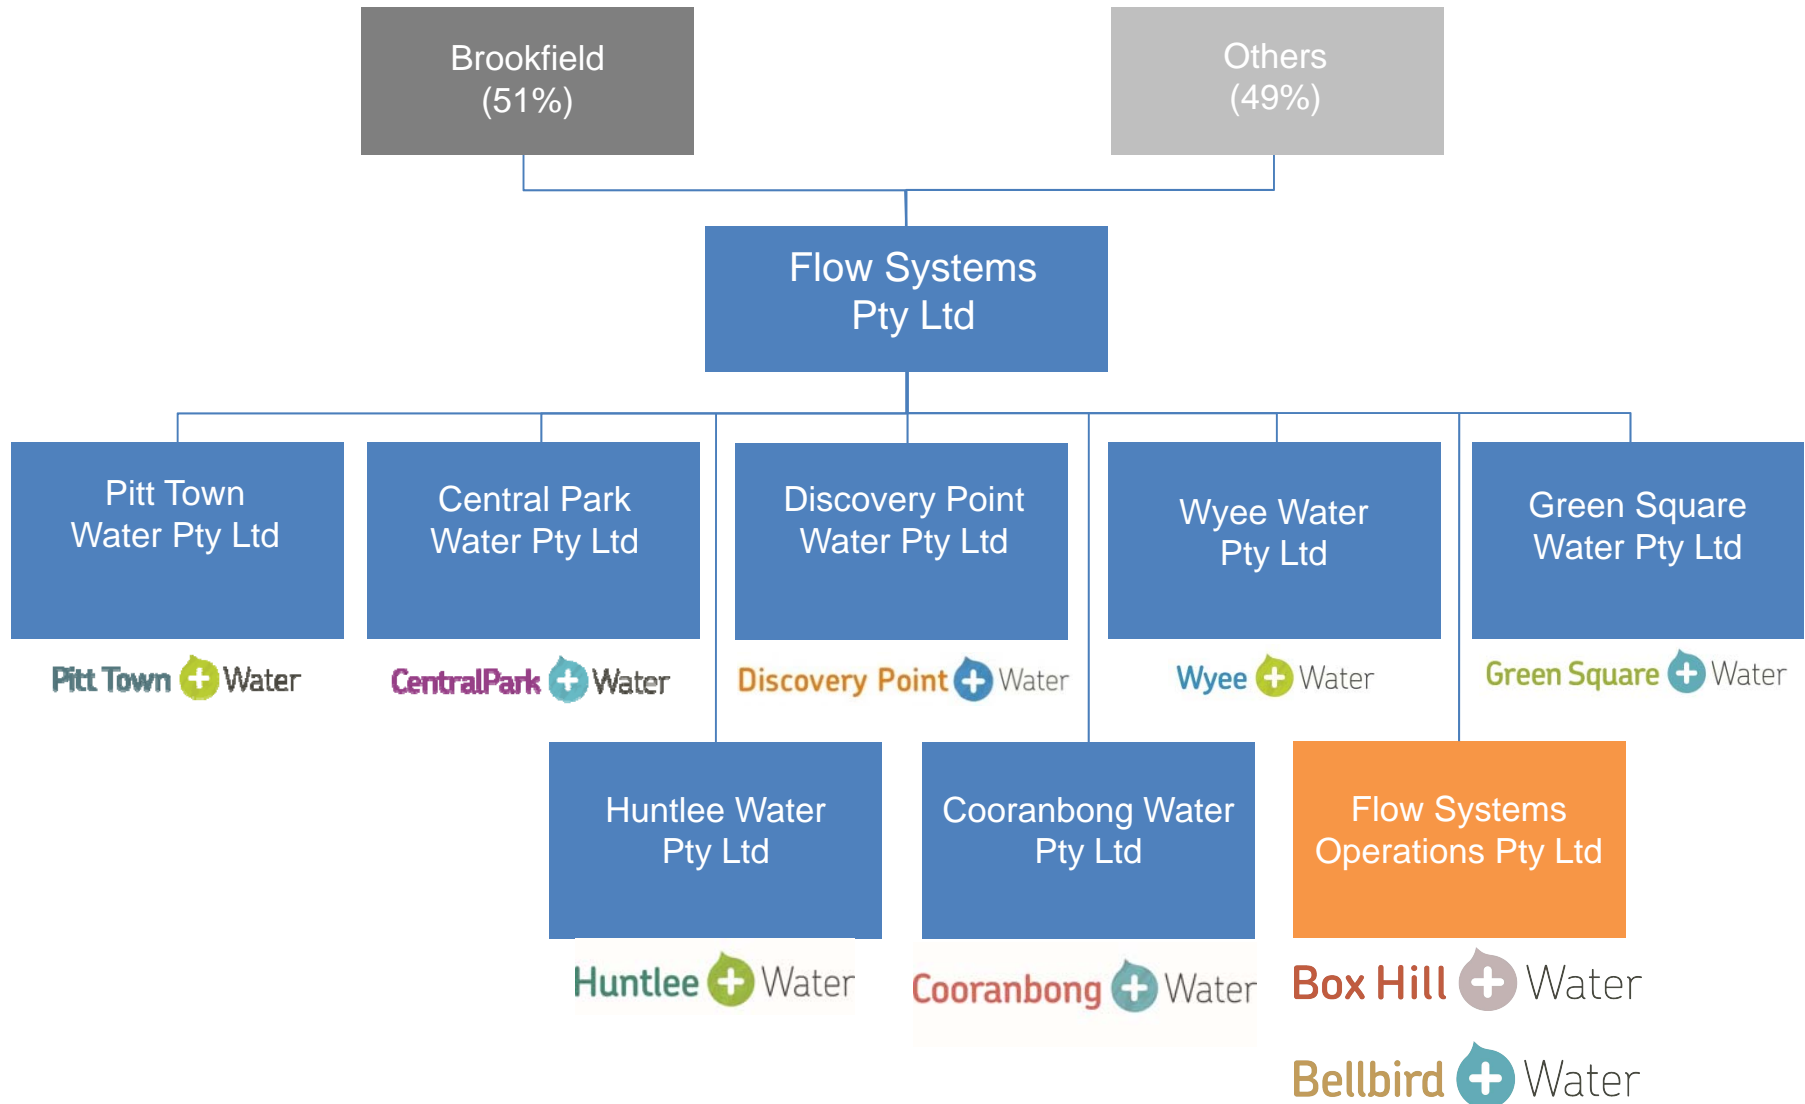 Brookfield
(51%)
Others
(49%)
Flow Systems
Pty Ltd
Pitt Town
Water Pty Ltd
Central Park
Water Pty Ltd
Discovery Point
Water Pty Ltd
Wyee Water
Pty Ltd
Green Square
Water Pty Ltd
Pitt Town + Water
CentralPark + Water
Discovery Point + Water
Wyee + Water
Green Square + Water
Huntlee Water
Pty Ltd
Cooranbong Water
Pty Ltd
Flow Systems
Operations Pty Ltd
Huntlee + Water
Cooranbong + Water
Box Hill + Water
Bellbird + Water